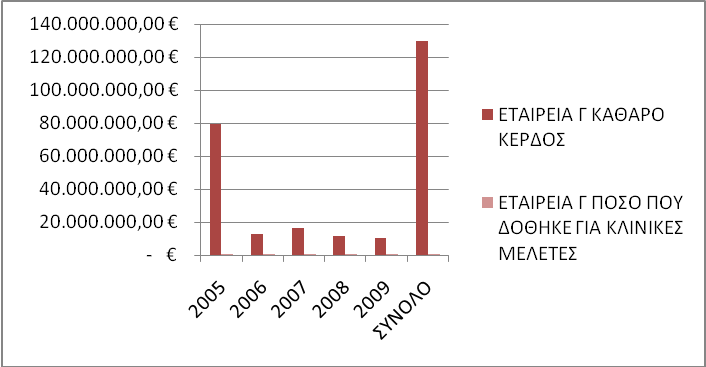 140.000.000,00 €
120.000.000,00 €
100.000.000,00 €
80.000.000,00 €
60.000.000,00 €
40.000.000,00 €
20.000.000,00 €
- €
2005
2006
2007
2008
2009
ΣΥΝΟΛΟ
ΕΤΑΙΡΕΙΑ Γ ΚΑΘΑΡΟ
ΚΕΡΔΟΣ
ΕΤΑΙΡΕΙΑ Γ ΠΟΣΟ ΠΟΥ
ΔΟΘΗΚΕ ΓΙΑ ΚΛΙΝΙΚΕΣ
ΜΕΛΕΤΕΣ